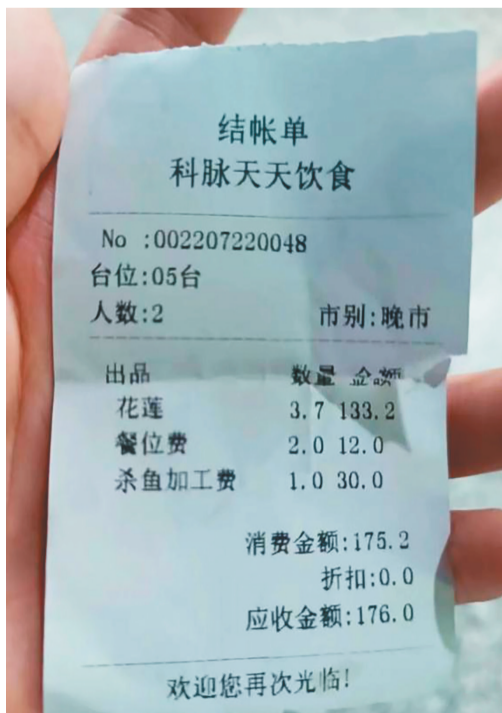 结帐单
科脉天天饮食
No :002207220048
台位:05台
人数:2 市别:晚市
出品 数量 金额
花莲 3.7 133.2
餐位费 2.0 12.0
杀鱼加工费 1.0 30.0
消费金额:175.2
折扣:0.0
应收金额:176.0
欢迎您再次光临!